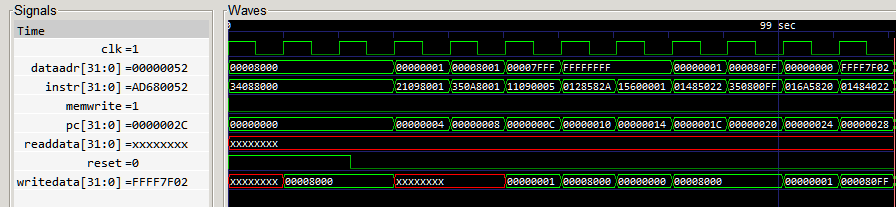 Signals
Waves
Time
0
99 sec
clk =1
dataadr[31:0] =00000052
00008000 00000001 00008001 00007FFF FFFFFFFF 00000001 000080FF 00000000 FFFF7F02
instr[31:0] =AD680052
34088000 21098001 350A8001 11090005 0128582A 15600001 01485022 350800FF 016A5820 01484022
memwrite =1
pc[31:0] =0000002C
00000000 00000004 00000008 0000000C 00000010 00000014 0000001C 00000020 00000024 00000028
readdata[31:0] =xxxxxxxx
xxxxxxxx
reset =0
writedata[31:0] =FFFF7F02
xxxxxxxx 00008000 xxxxxxxx 00000001 00008000 00000000 00008000 00000001 000080FF